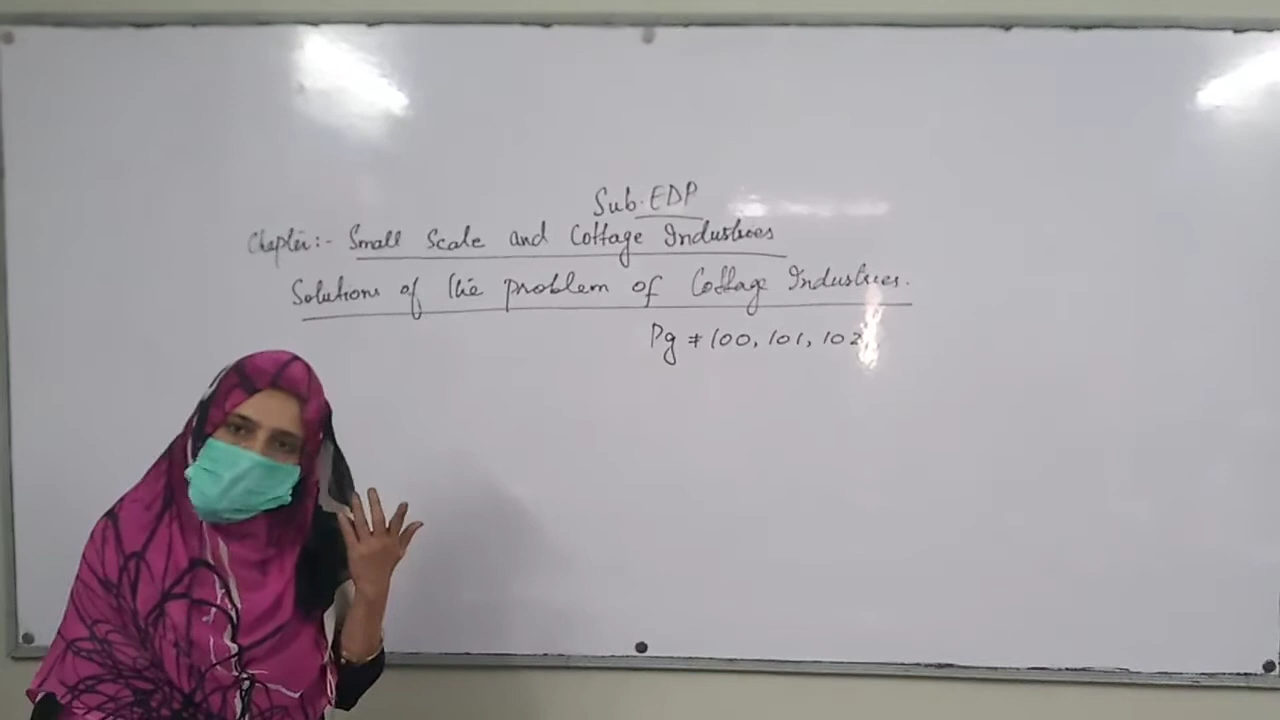 Sub. EDP
Chapter:- Small Scale and Cottage Industries
Solutions of the problem of Cottage Industries.
Pg # 100, 101, 102